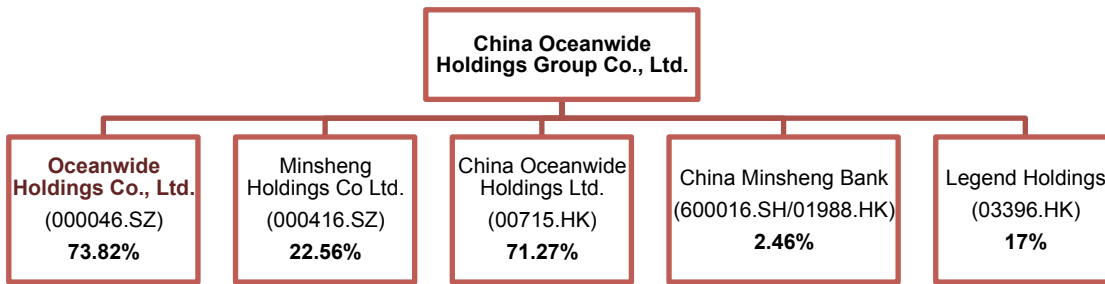 China Oceanwide
Holdings Group Co., Ltd.
Oceanwide
Holdings Co., Ltd.
(000046.SZ)
73.82%
Minsheng
Holdings Co Ltd.
(000416.SZ)
22.56%
China Oceanwide
Holdings Ltd.
(00715.HK)
71.27%
China Minsheng Bank
(600016.SH/01988.HK)
2.46%
Legend Holdings
(03396.HK)
17%